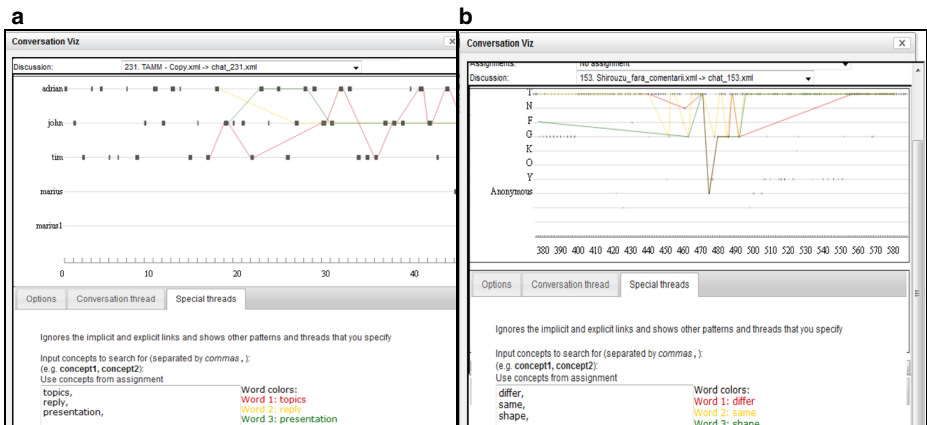 a
Conversation Viz
x
Discussion:
231. TAMM - Copy.xml -> chat_231.xml
adrian
john
tim
marius
marius1
0 10 20 30 40
Options Conversation thread Special threads
Ignores the implicit and explicit links and shows other patterns and threads that you specify
Input concepts to search for (separated by commas , ):
(e.g. concept1, concept2):
Use concepts from assignment
topics,
reply,
presentation,
Word colors:
Word 1: topics
Word 2: reply
Word 3: presentation
b
Conversation Viz
x
Assignments: No assignment
Discussion:
153. Shirouzu_fara_comentarii.xml -> chat_153.xml
T
N
F
G
K
O
Y
Anonymous
380 390 400 410 420 430 440 450 460 470 480 490 500 510 520 530 540 550 560 570 580
Options Conversation thread Special threads
Ignores the implicit and explicit links and shows other patterns and threads that you specify
Input concepts to search for (separated by commas , ):
(e.g. concept1, concept2):
Use concepts from assignment
differ,
same,
shape,
Word colors:
Word 1: differ
Word 2: same
Word 3: shape